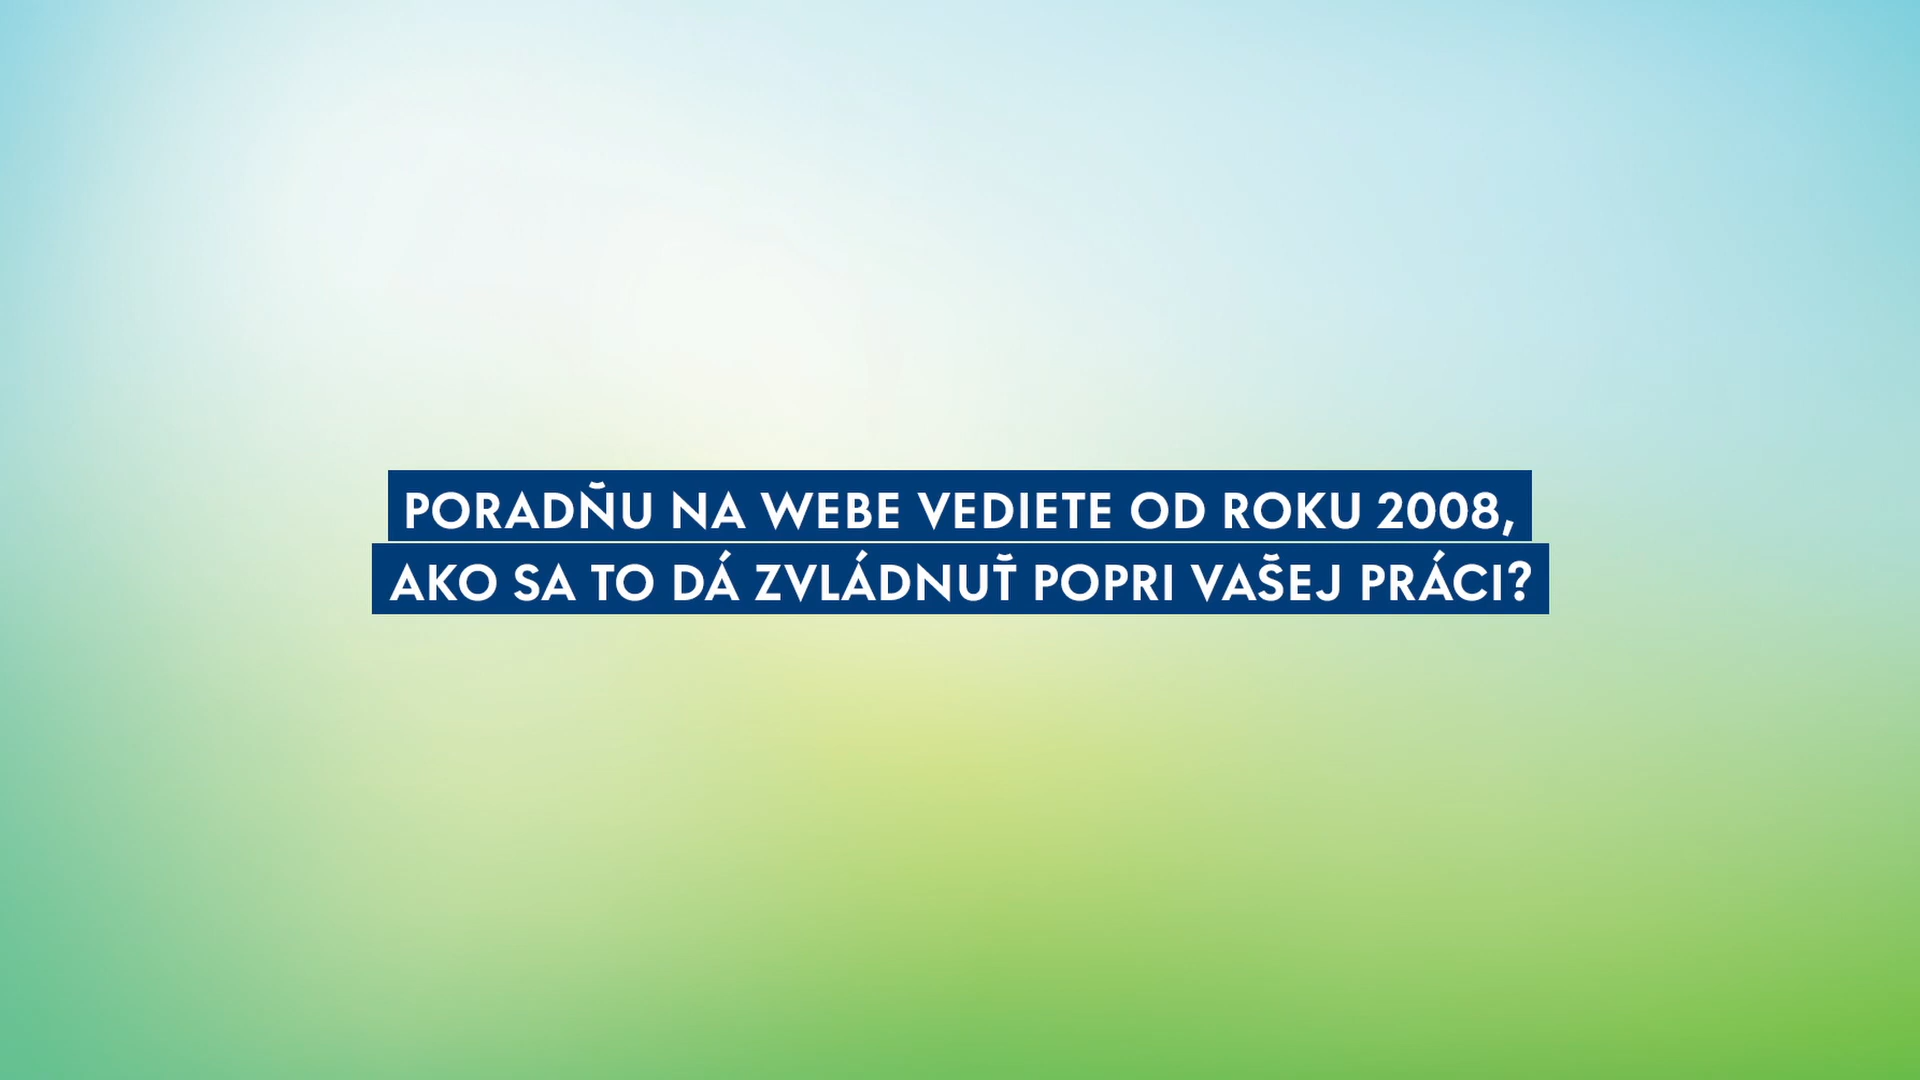 PORADŇU NA WEBE VEDIETE OD ROKU 2008,
AKO SA TO DÁ ZVLÁDNUŤ POPRI VAŠEJ PRÁCI?